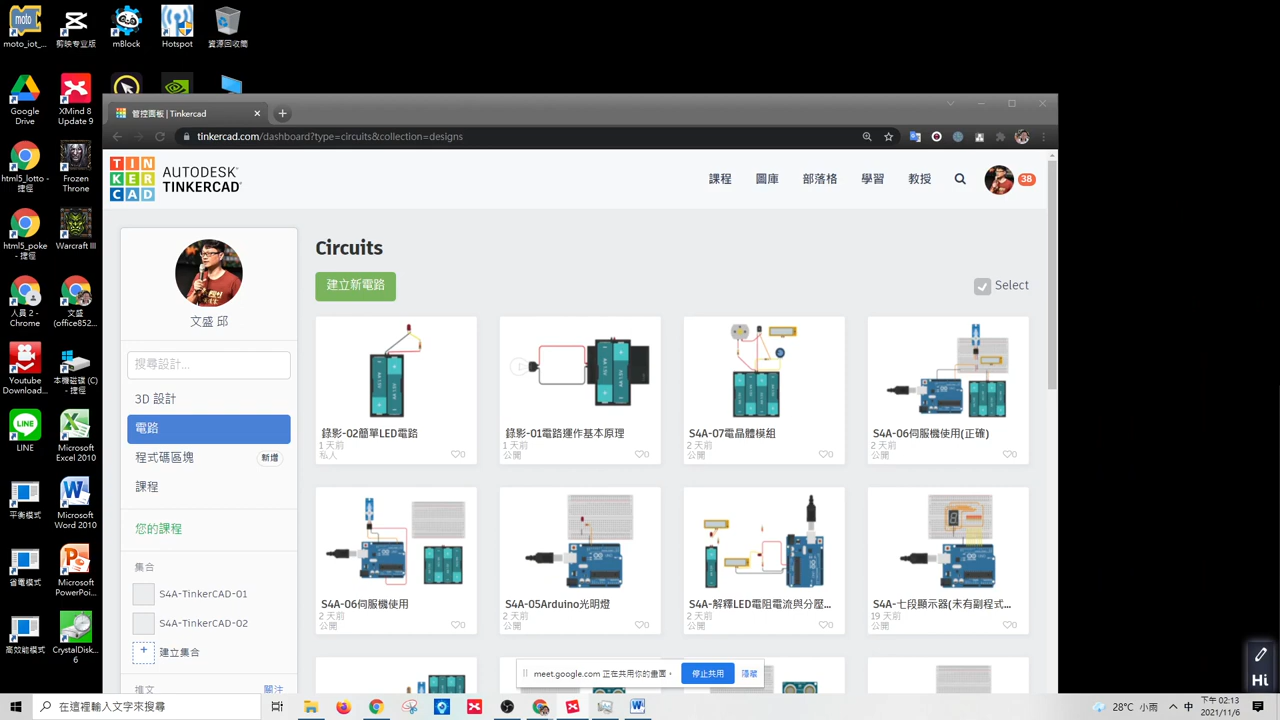 moto_iot_...
剪映专业版
mBlock
Hotspot
資源回收筒
Google Drive
XMind 8 Update 9
html5_lotto - 捷徑
Frozen Throne
html5_poke - 捷徑
Warcraft III
人員 2 - Chrome
文盛 (office852...
Youtube Download...
本機磁碟 (C) - 捷徑
LINE
Microsoft Excel 2010
平衡模式
Microsoft Word 2010
省電模式
Microsoft PowerPoi...
高效能模式
CrystalDisk... 6
管控面板 | Tinkercad
tinkercad.com/dashboard?type=circuits&collection=designs
TINKERCAD
AUTODESK®
TINKERCAD®
課程
圖庫
部落格
學習
教授
38
文盛 邱
搜尋設計...
3D 設計
電路
程式碼區塊
新增
課程
您的課程
集合
S4A-TinkerCAD-01
S4A-TinkerCAD-02
建立集合
推文
關注
Circuits
建立新電路
Select
錄影-02簡單LED電路
1 天前
私人
0
錄影-01電路運作基本原理
1 天前
公開
0
S4A-07電晶體模組
2 天前
公開
0
S4A-06伺服機使用(正確)
2 天前
公開
0
S4A-06伺服機使用
2 天前
公開
0
S4A-05Arduino光明燈
2 天前
公開
0
S4A-解釋LED電阻電流與分壓...
2 天前
公開
0
S4A-七段顯示器(未有副程式...
19 天前
公開
0
meet.google.com 正在共用你的畫面。
停止共用
隱藏
Hi
在這裡輸入文字來搜尋
28°C 小雨
中
下午 02:13
2021/11/6